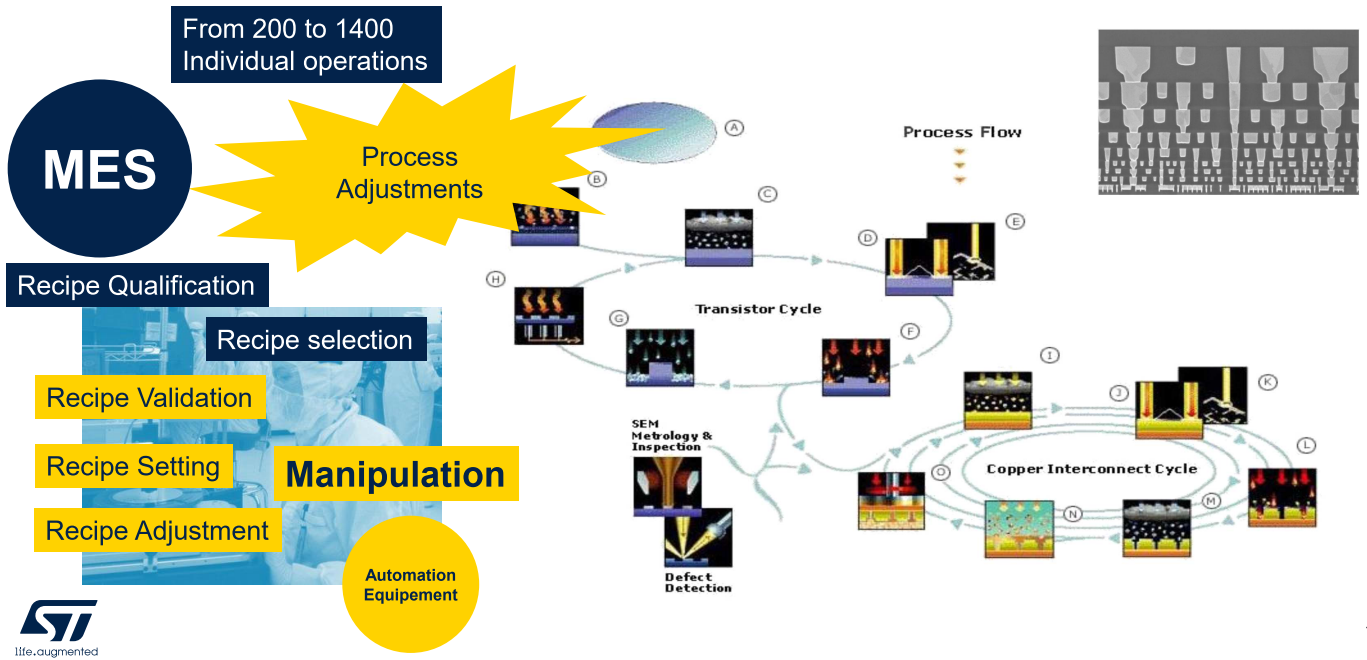 From 200 to 1400
Individual operations
MES
Process
Adjustments
Recipe Qualification
Recipe selection
Recipe Validation
Recipe Setting
Manipulation
Recipe Adjustment
Automation
Equipement
life.augmented
Process Flow
A
B
C
D
E
F
G
H
Transistor Cycle
SEM
Metrology &
Inspection
Defect
Detection
I
J
K
L
M
N
O
Copper Interconnect Cycle